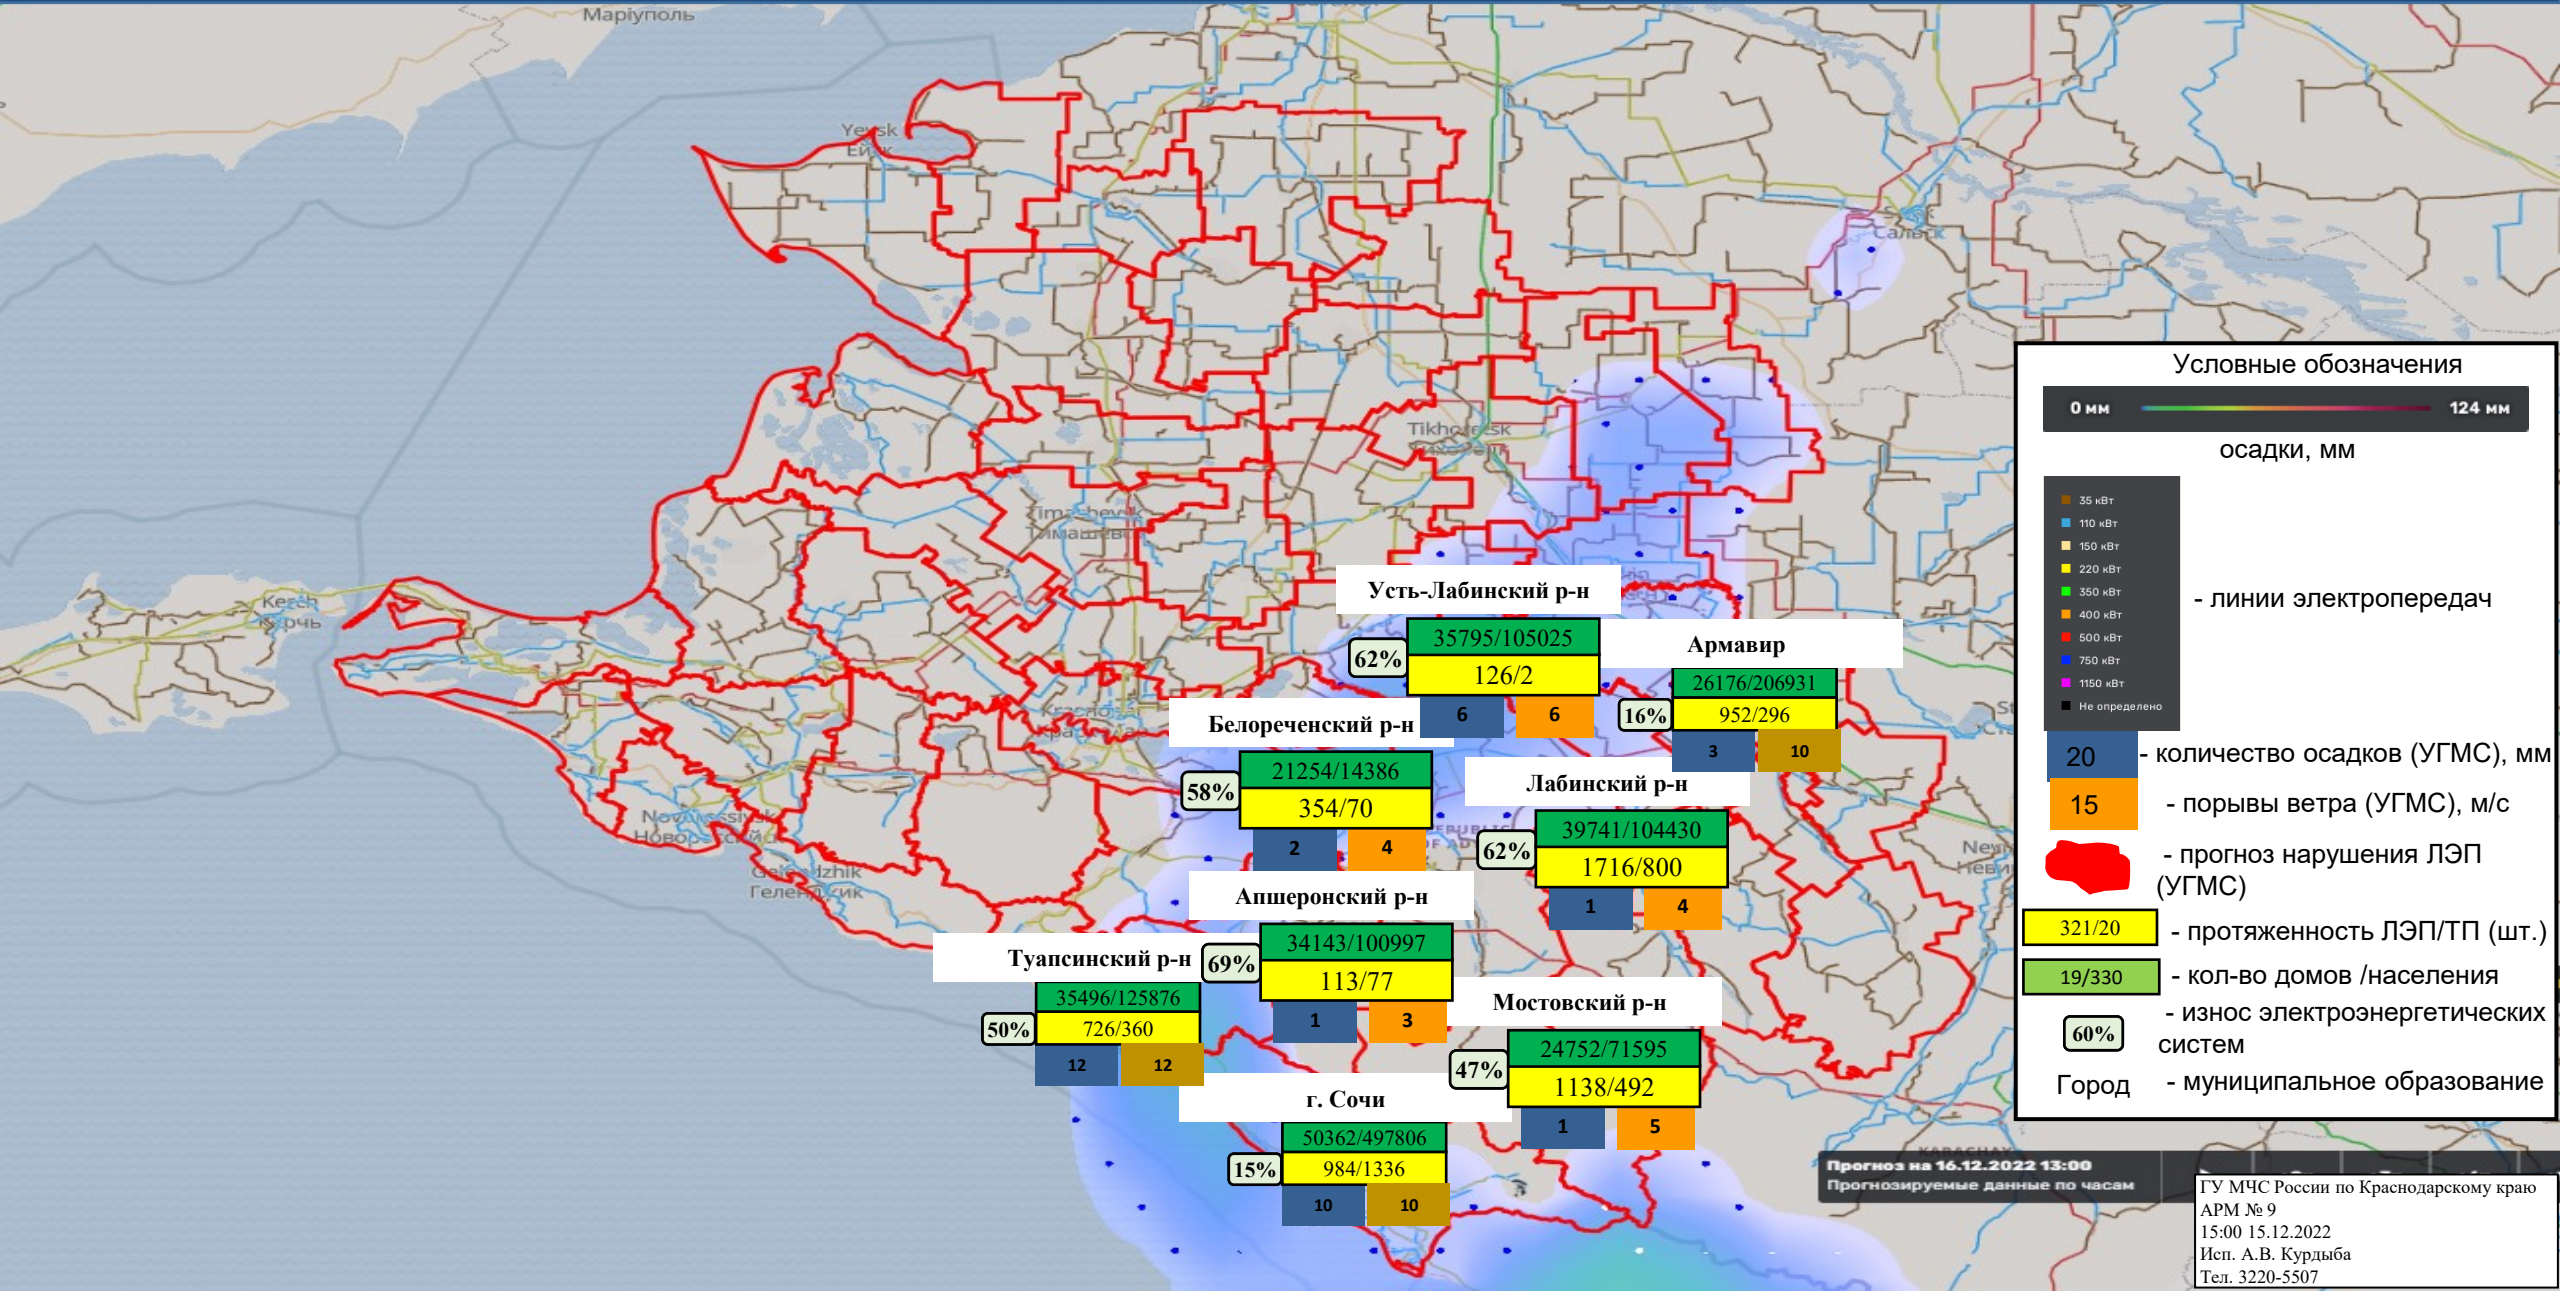 Маріуполь
Yeysk
Ейск
Сальск
Tikhoretsk
Timashevsk
Тимашевск
Kerch
Керчь
Усть-Лабинский р-н
62%
35795/105025
126/2
6
6
Армавир
16%
26176/206931
952/296
3
10
Белореченский р-н
58%
21254/14386
354/70
2
4
Лабинский р-н
62%
39741/104430
1716/800
1
4
Novorossiysk
Новороссийск
Gelendzhik
Геленджик
Апшеронский р-н
69%
34143/100997
113/77
1
3
Туапсинский р-н
50%
35496/125876
726/360
12
12
Мостовский р-н
47%
24752/71595
1138/492
1
5
г. Сочи
15%
50362/497806
984/1336
10
10
Условные обозначения
0 мм
124 мм
осадки, мм
35 кВт
110 кВт
150 кВт
220 кВт
350 кВт
400 кВт
500 кВт
750 кВт
1150 кВт
Не определено
- линии электропередач
20
- количество осадков (УГМС), мм
15
- порывы ветра (УГМС), м/с
- прогноз нарушения ЛЭП
(УГМС)
321/20
- протяженность ЛЭП/ТП (шт.)
19/330
- кол-во домов /населения
60%
- износ электроэнергетических
систем
Город
- муниципальное образование
KARACHAY
Прогноз на 16.12.2022 13:00
Прогнозируемые данные по часам
ГУ МЧС России по Краснодарскому краю
АРМ № 9
15:00 15.12.2022
Исп. А.В. Курдыба
Тел. 3220-5507